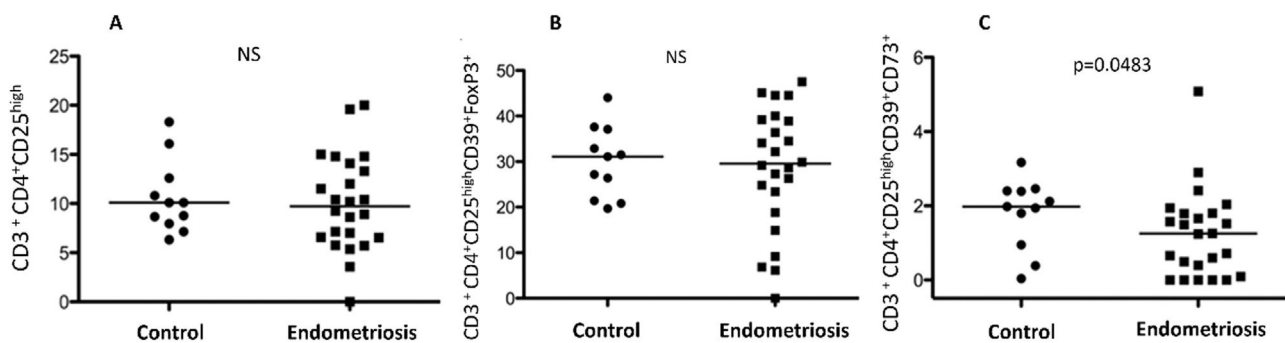 A
NS
CD3⁺ CD4⁺CD25ʰⁱᵍʰ
25
20
15
10
5
0
Control Endometriosis
B
NS
CD3⁺ CD4⁺CD25ʰⁱᵍʰCD39⁺FoxP3⁺
50
40
30
20
10
0
Control Endometriosis
C
p=0.0483
CD3⁺ CD4⁺CD25ʰⁱᵍʰCD39⁺CD73⁺
6
4
2
0
Control Endometriosis